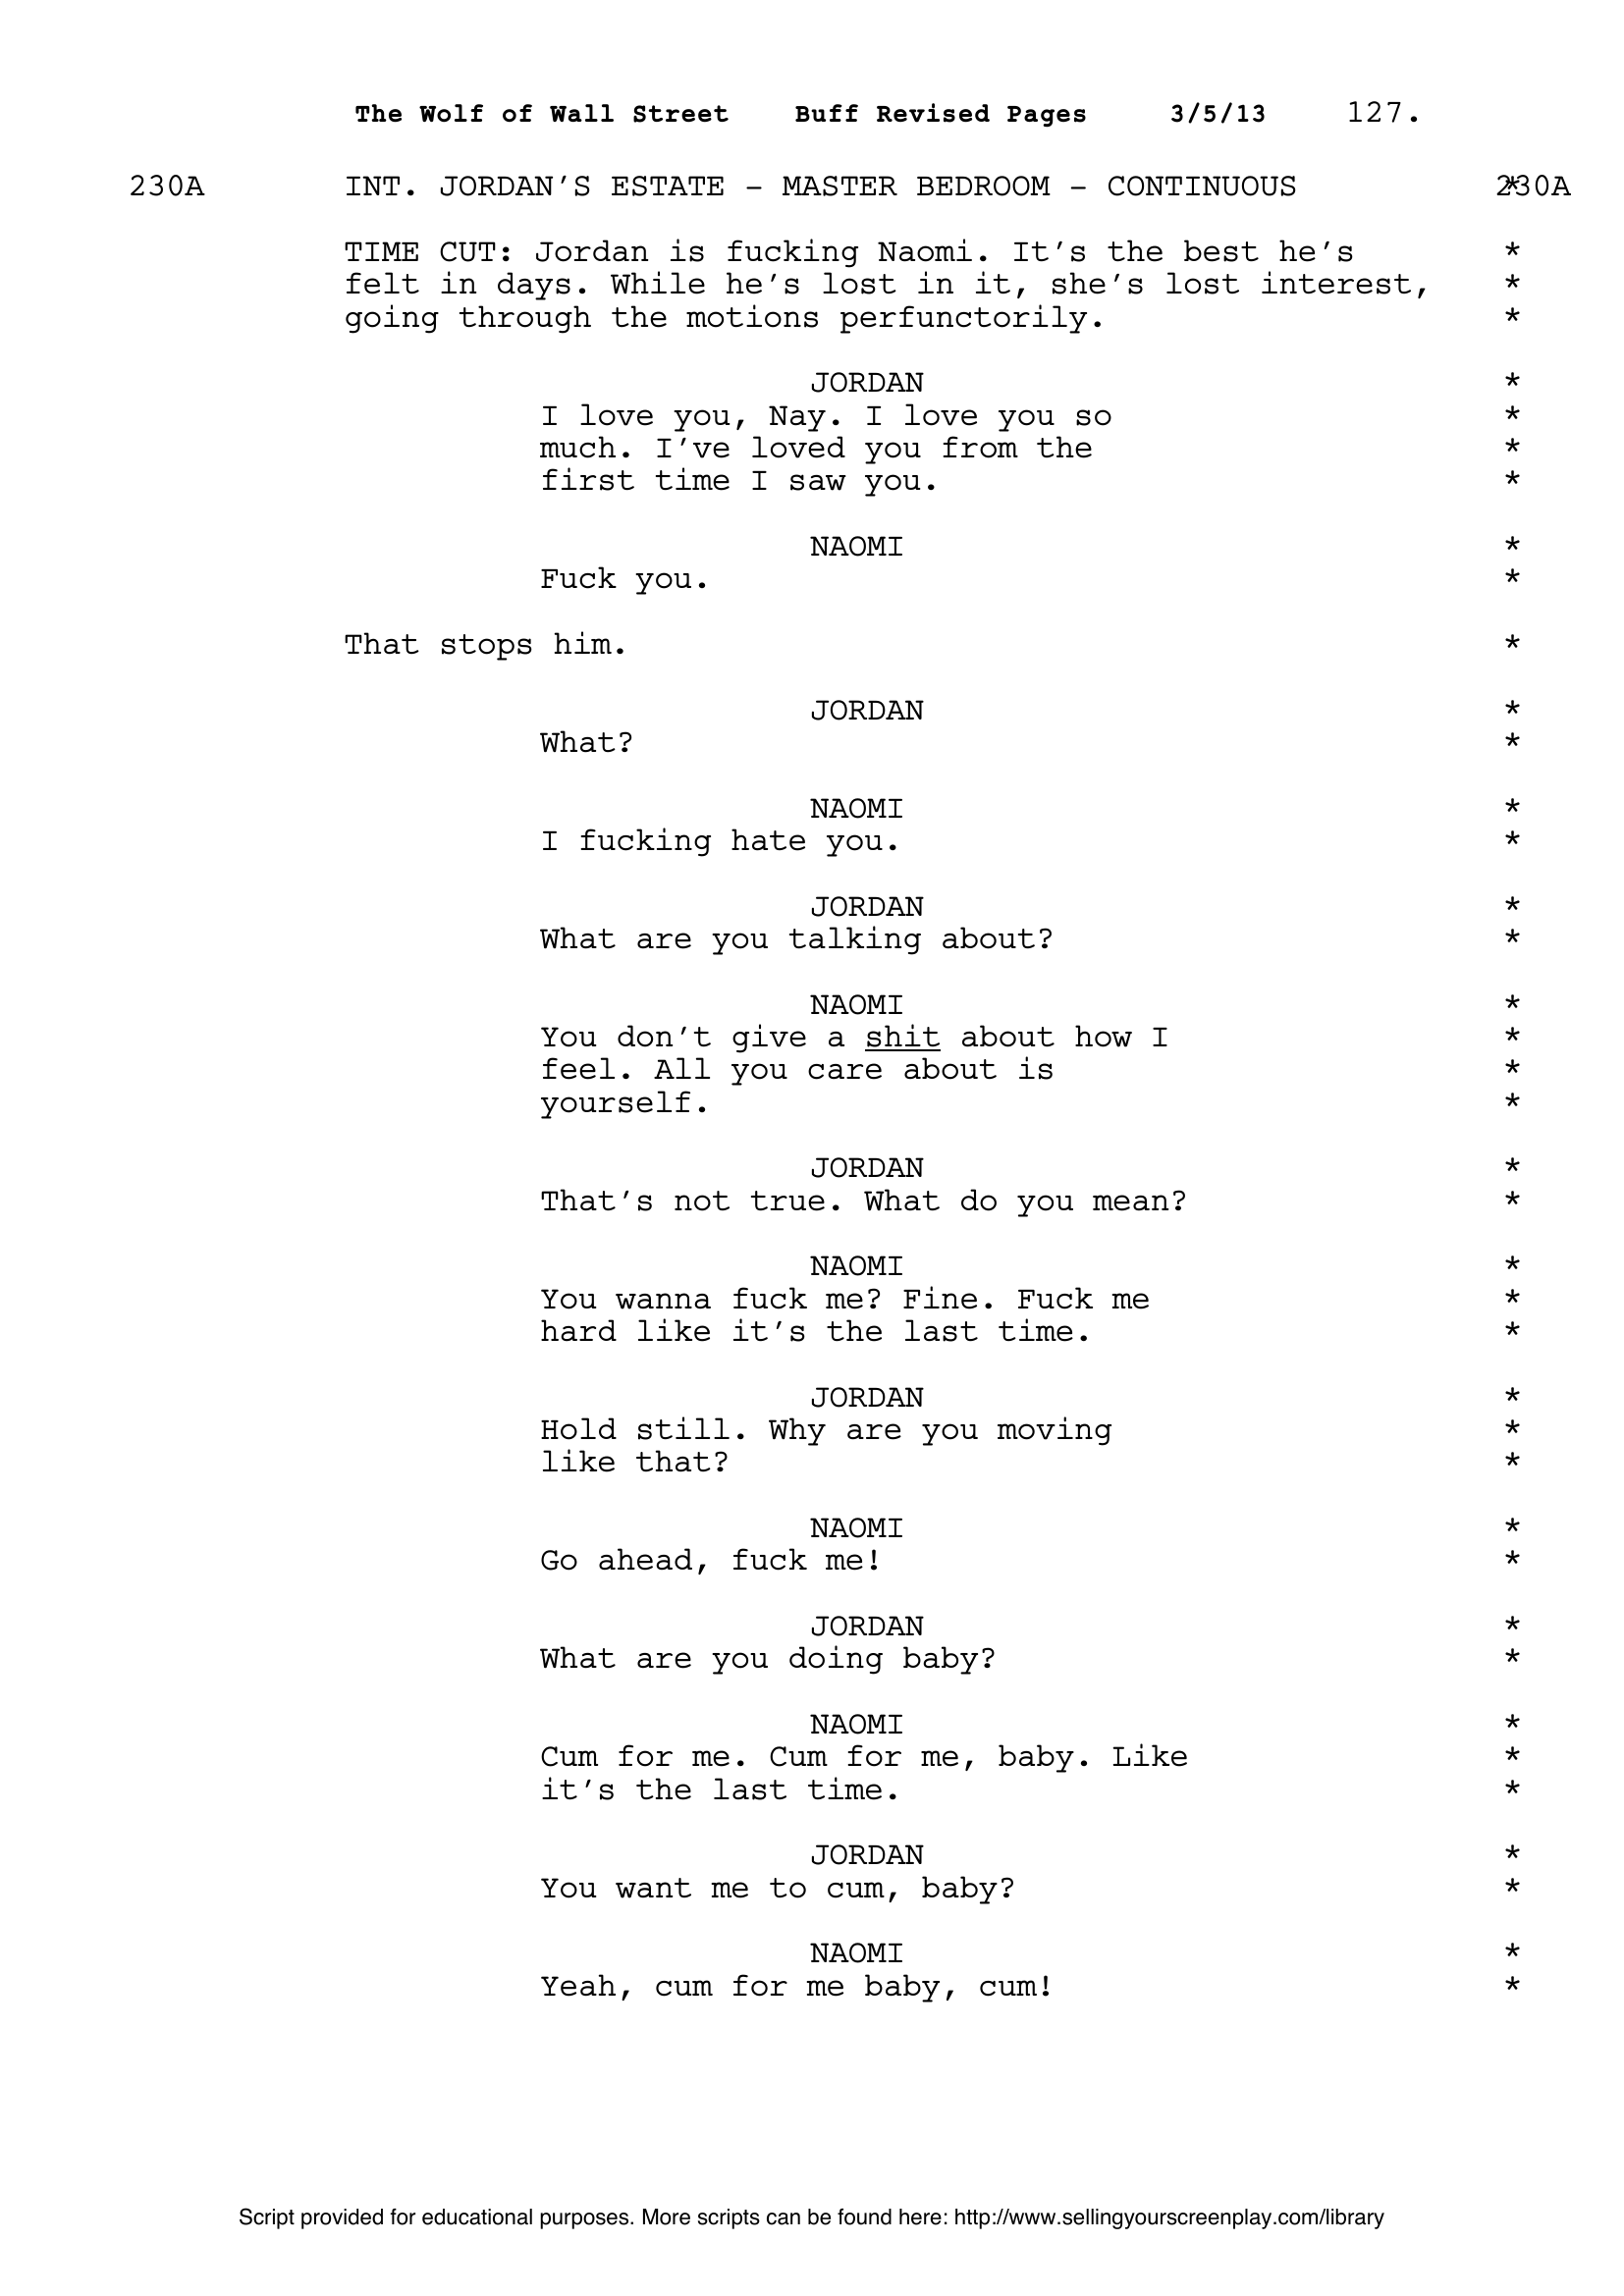 The Wolf of Wall Street Buff Revised Pages 3/5/13 127.
230A INT. JORDAN'S ESTATE - MASTER BEDROOM - CONTINUOUS *230A
TIME CUT: Jordan is fucking Naomi. It's the best he's *
felt in days. While he's lost in it, she's lost interest, *
going through the motions perfunctorily. *
JORDAN *
I love you, Nay. I love you so *
much. I've loved you from the *
first time I saw you. *
NAOMI *
Fuck you. *
That stops him. *
JORDAN *
What? *
NAOMI *
I fucking hate you. *
JORDAN *
What are you talking about? *
NAOMI *
You don't give a shit about how I *
feel. All you care about is *
yourself. *
JORDAN *
That's not true. What do you mean? *
NAOMI *
You wanna fuck me? Fine. Fuck me *
hard like it's the last time. *
JORDAN *
Hold still. Why are you moving *
like that? *
NAOMI *
Go ahead, fuck me! *
JORDAN *
What are you doing baby? *
NAOMI *
Cum for me. Cum for me, baby. Like *
it's the last time. *
JORDAN *
You want me to cum, baby? *
NAOMI *
Yeah, cum for me baby, cum! *
Script provided for educational purposes. More scripts can be found here: http://www.sellingyourscreenplay.com/library